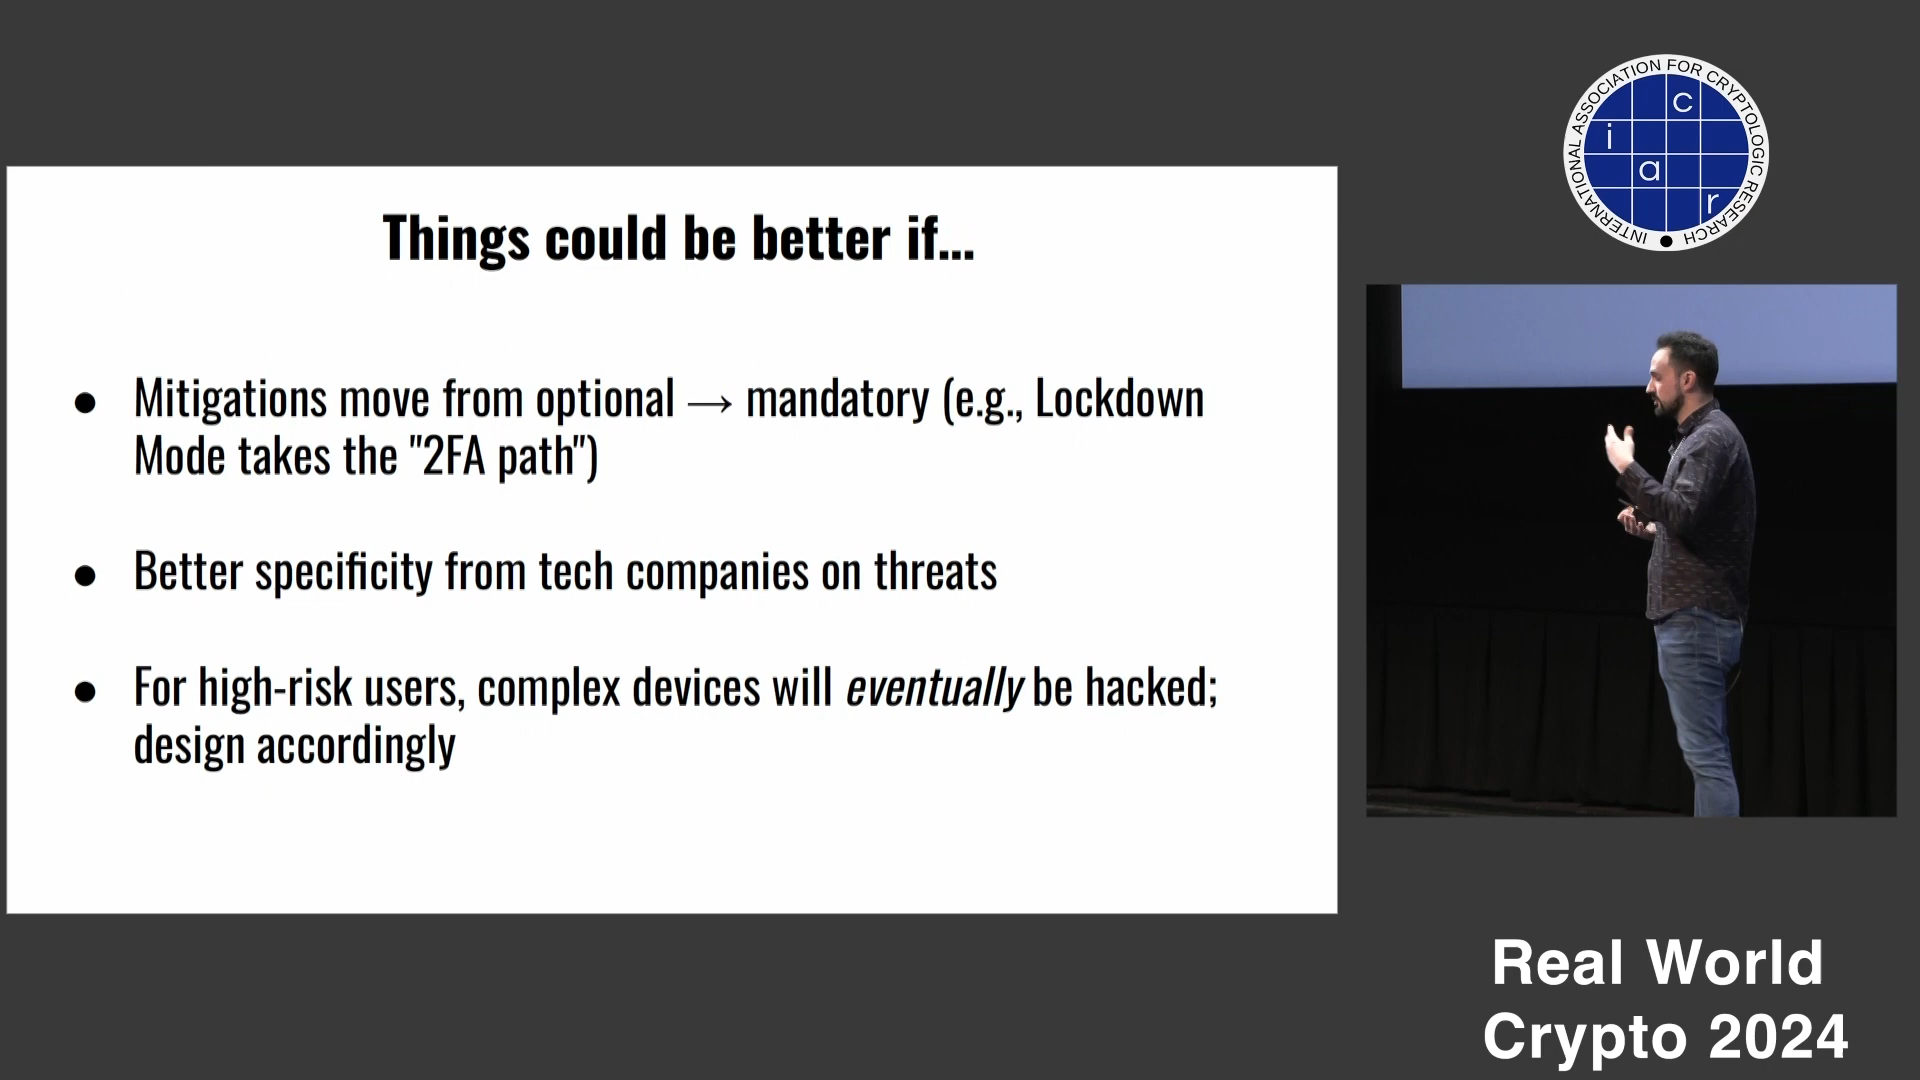 Things could be better if...
● Mitigations move from optional → mandatory (e.g., Lockdown
Mode takes the "2FA path")
● Better specificity from tech companies on threats
● For high-risk users, complex devices will eventually be hacked;
design accordingly
INTERNATIONAL ASSOCIATION FOR CRYPTOLOGIC RESEARCH
c
i
a
r
Real World
Crypto 2024